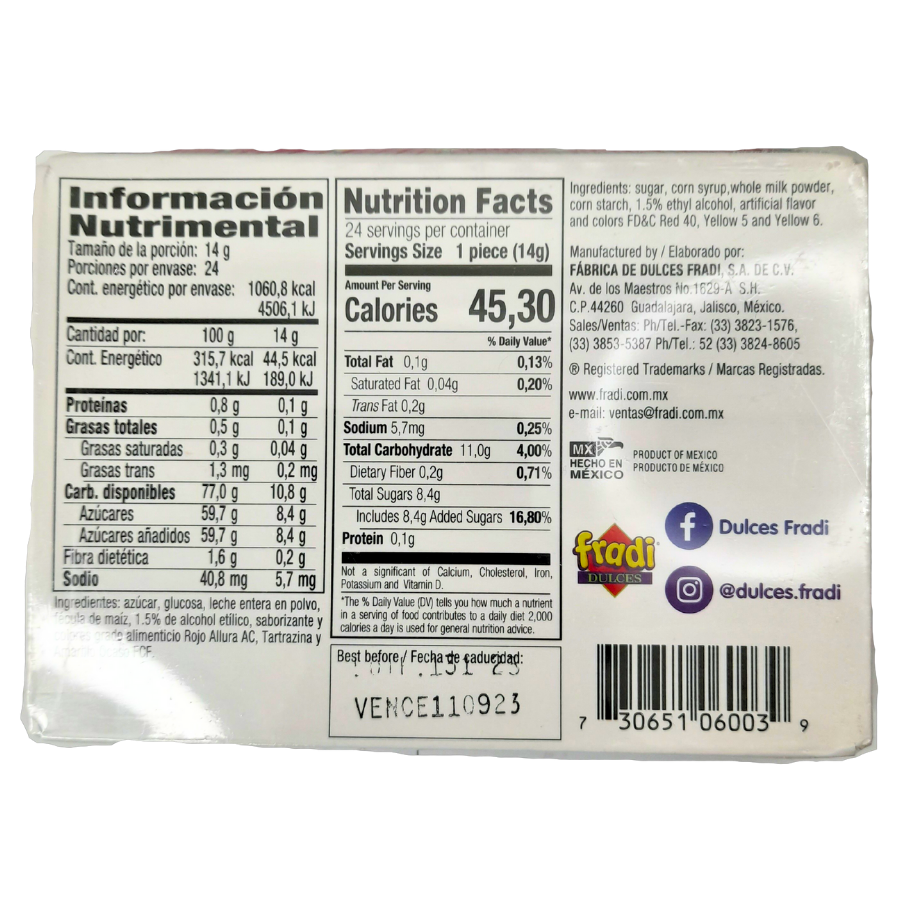 Información
Nutrimental
Tamaño de la porción: 14 g
Porciones por envase: 24
Cont. energético por envase: 1060,8 kcal
4506,1 kJ
Cantidad por: 100 g 14 g
Cont. Energético 315,7 kcal 44,5 kcal
1341,1 kJ 189,0 kJ
Proteínas 0,8 g 0,1 g
Grasas totales 0,5 g 0,1 g
Grasas saturadas 0,3 g 0,04 g
Grasas trans 1,3 mg 0,2 mg
Carb. disponibles 77,0 g 10,8 g
Azúcares 59,7 g 8,4 g
Azúcares añadidos 59,7 g 8,4 g
Fibra dietética 1,6 g 0,2 g
Sodio 40,8 mg 5,7 mg
Ingredientes: azúcar, glucosa, leche entera en polvo,
de maíz, 1.5% de alcohol etílico, saborizante y
grado alimenticio Rojo Allura AC, Tartrazina y
FCF.
Nutrition Facts
24 servings per container
Servings Size 1 piece (14g)
Amount Per Serving
Calories 45,30
% Daily Value*
Total Fat 0,1g 0,13%
Saturated Fat 0,04g 0,20%
Trans Fat 0,2g
Sodium 5,7mg 0,25%
Total Carbohydrate 11,0g 4,00%
Dietary Fiber 0,2g 0,71%
Total Sugars 8,4g
Includes 8,4g Added Sugars 16,80%
Protein 0,1g
Not a significant of Calcium, Cholesterol, Iron,
Potassium and Vitamin D.
*The % Daily Value (DV) tells you how much a nutrient
in a serving of food contributes to a daily diet 2,000
calories a day is used for general nutrition advice.
Best before / Fecha de caducidad:
VENCE110923
Ingredients: sugar, corn syrup,whole milk powder,
corn starch, 1.5% ethyl alcohol, artificial flavor
and colors FD&C Red 40, Yellow 5 and Yellow 6.
Manufactured by / Elaborado por:
FÁBRICA DE DULCES FRADI, S.A. DE C.V.
Av. de los Maestros No.1629-A S.H.
C.P.44260 Guadalajara, Jalisco, México.
Sales/Ventas: Ph/Tel.-Fax: (33) 3823-1576,
(33) 3853-5387 Ph/Tel.: 52 (33) 3824-8605
® Registered Trademarks / Marcas Registradas.
www.fradi.com.mx
e-mail: ventas@fradi.com.mx
MX
HECHO EN
MÉXICO
PRODUCT OF MEXICO
PRODUCTO DE MÉXICO
fradi
DULCES
f Dulces Fradi
@dulces.fradi
7 30651 06003 9